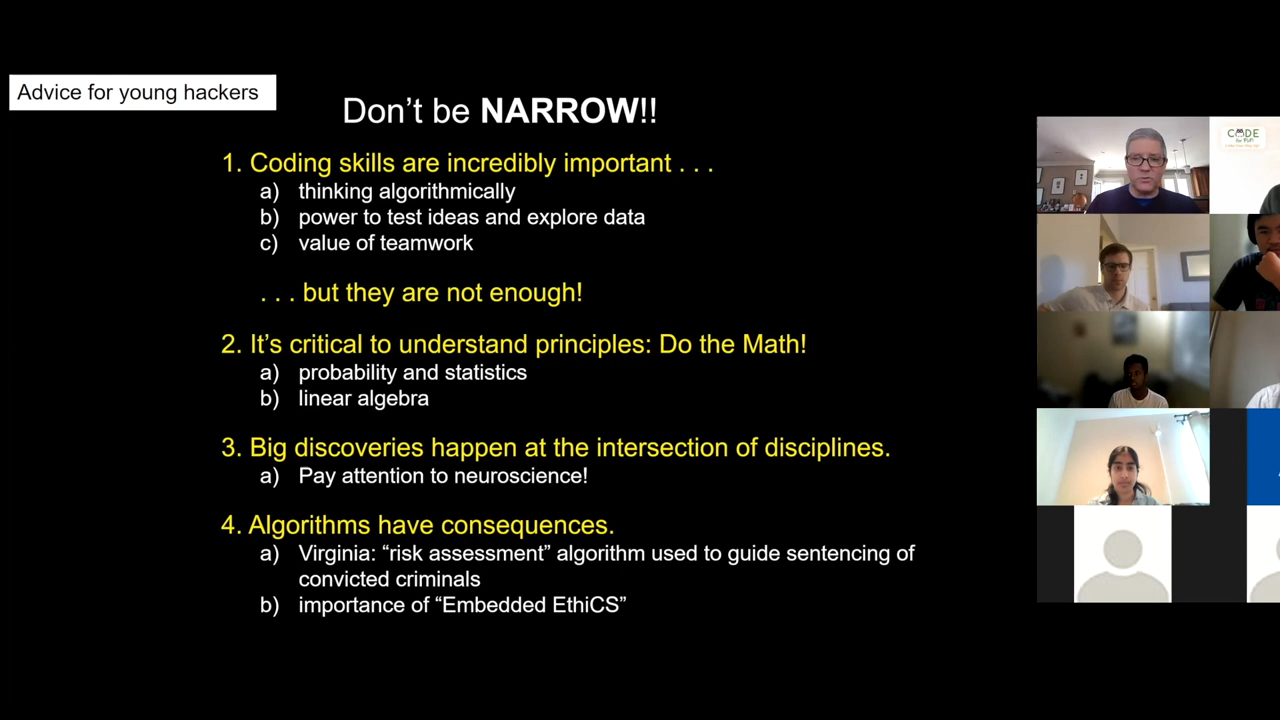 Advice for young hackers
Don’t be NARROW!!
1. Coding skills are incredibly important . . .
a) thinking algorithmically
b) power to test ideas and explore data
c) value of teamwork
. . . but they are not enough!
2. It’s critical to understand principles: Do the Math!
a) probability and statistics
b) linear algebra
3. Big discoveries happen at the intersection of disciplines.
a) Pay attention to neuroscience!
4. Algorithms have consequences.
a) Virginia: “risk assessment” algorithm used to guide sentencing of
convicted criminals
b) importance of “Embedded EthiCS”
CODE